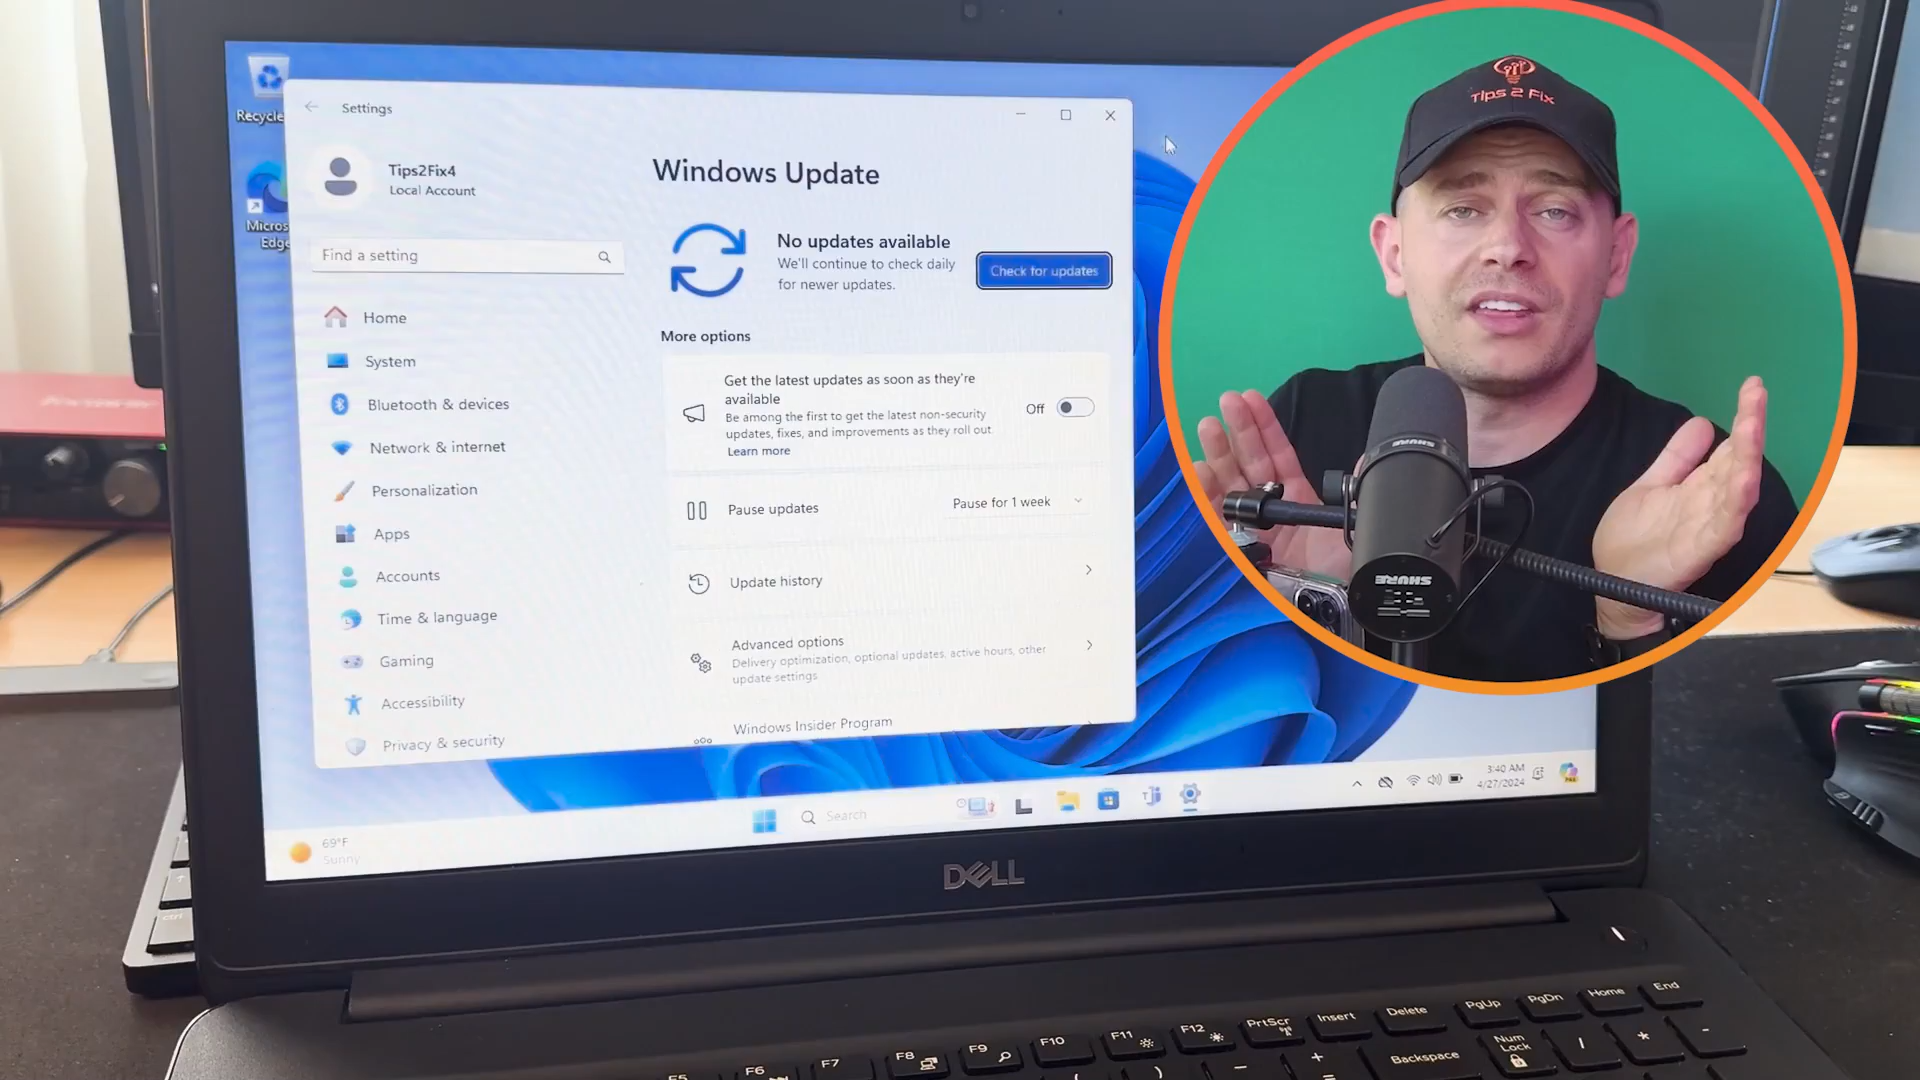 Recycle
Micros
Edge
Settings
Tips2Fix4
Local Account
Find a setting
Home
System
Bluetooth & devices
Network & internet
Personalization
Apps
Accounts
Time & language
Gaming
Accessibility
Privacy & security
Windows Update
No updates available
We'll continue to check daily
for newer updates.
Check for updates
More options
Get the latest updates as soon as they're
available
Be among the first to get the latest non-security
updates, fixes, and improvements as they roll out.
Learn more
Off
Pause updates
Pause for 1 week
Update history
Advanced options
Delivery optimization, optional updates, active hours, other
update settings
Windows Insider Program
69°F
Sunny
Search
3:40 AM
4/27/2024
Tips 2 Fix
SHURE
SHURE
DELL
ctrl
F5
F6
F7
F8
F9
F10
F11
F12
PrtScr
Insert
Delete
PgUp
PgDn
Home
End
)
_
+
=
Backspace
Num
Lock
/
*
-